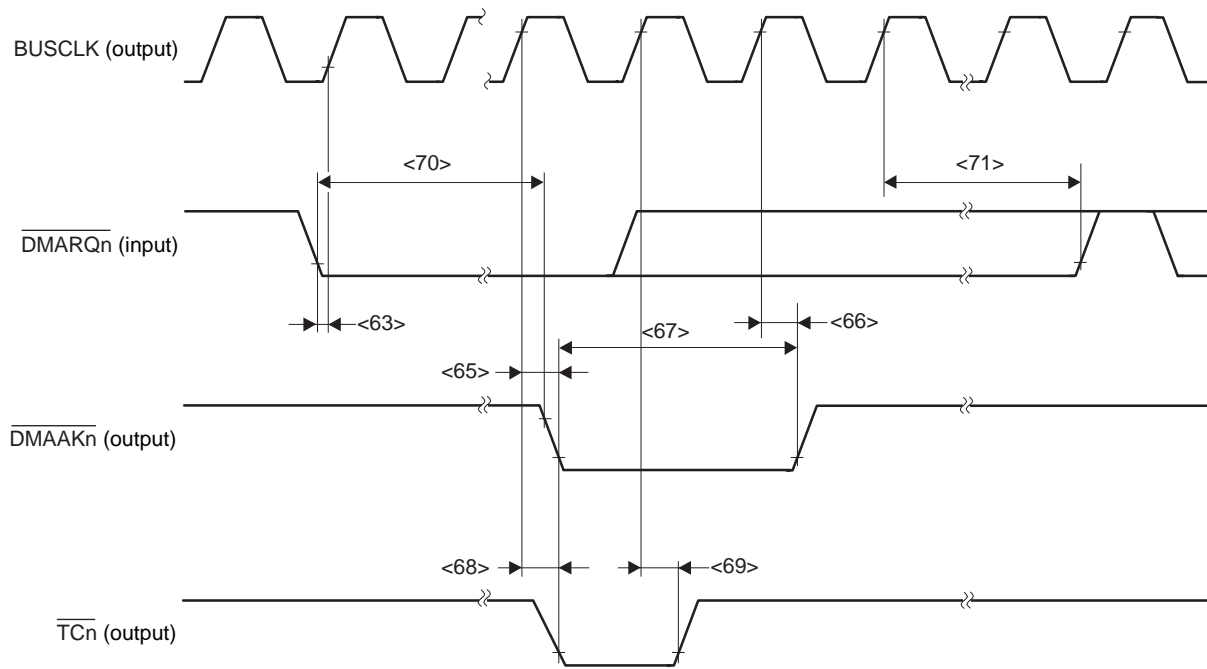 BUSCLK (output)
<70>
<71>
DMARQn (input)
<63>
<66>
<67>
<65>
DMAAKn (output)
<68>
<69>
TCn (output)